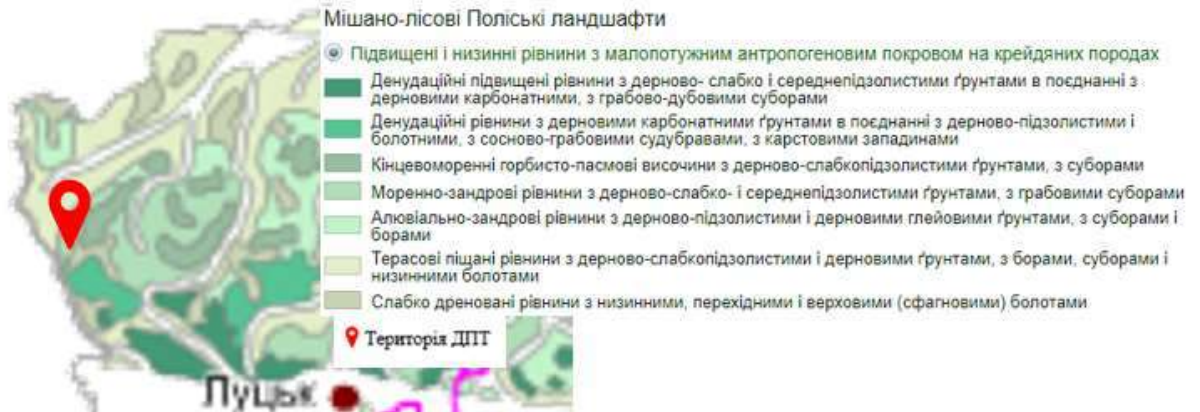 Мішано-лісові Поліські ландшафти
Підвищені і низинні рівнини з малопотужним антропогеновим покровом на крейдяних породах
Денудаційні підвищені рівнини з дерново- слабко і середнепідзолистими ґрунтами в поєднанні з
дерновими карбонатними, з грабово-дубовими суборами
Денудаційні рівнини з дерновими карбонатними ґрунтами в поєднанні з дерново-підзолистими і
болотними, з сосново-грабовими судубравами, з карстовими западинами
Кінцевоморенні горбисто-пасмові височини з дерново-слабкопідзолистими ґрунтами, з суборами
Моренно-зандрові рівнини з дерново-слабко- і середнепідзолистими ґрунтами, з грабовими суборами
Алювіально-зандрові рівнини з дерново-підзолистими і дерновими глейовими ґрунтами, з суборами і
борами
Терасові піщані рівнини з дерново-слабкопідзолистими і дерновими ґрунтами, з борами, суборами і
низинними болотами
Слабко дреновані рівнини з низинними, перехідними і верховими (сфагновими) болотами
Територія ДПТ
Луцьк